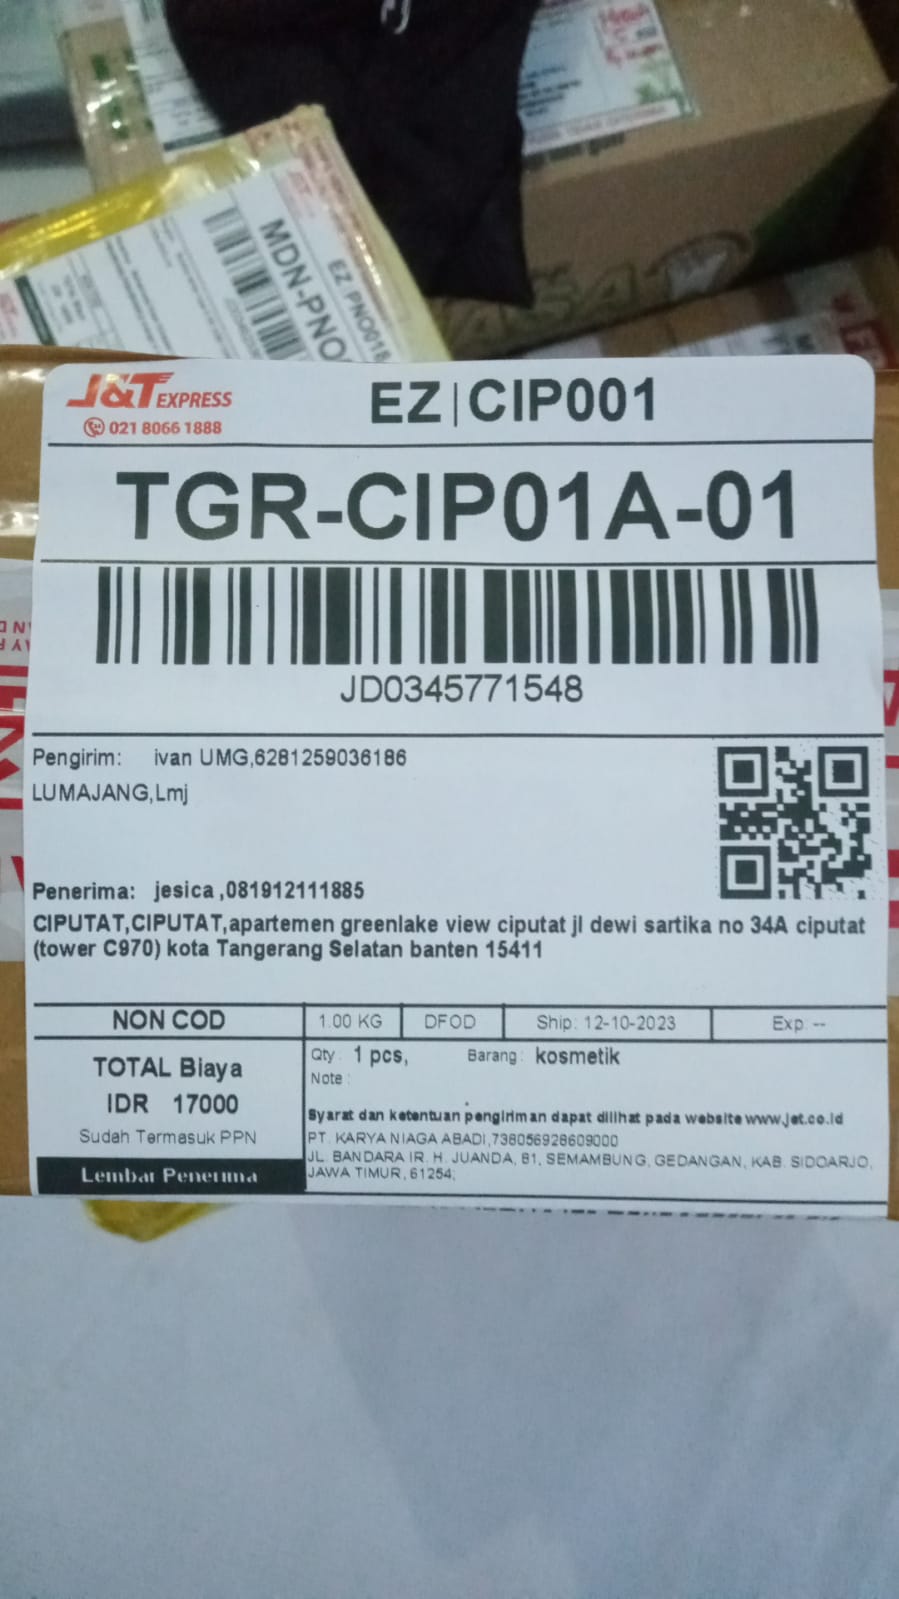 MDN-PN0
EZ PN0018
J&T EXPRESS
021 8066 1888
EZ|CIP001
TGR-CIP01A-01
JD0345771548
Pengirim: ivan UMG,6281259036186
LUMAJANG,Lmj
Penerima: jesica ,081912111885
CIPUTAT,CIPUTAT,apartemen greenlake view ciputat jl dewi sartika no 34A ciputat
(tower C970) kota Tangerang Selatan banten 15411
NON COD
1.00 KG
DFOD
Ship: 12-10-2023
Exp: --
TOTAL Biaya
IDR 17000
Sudah Termasuk PPN
Lembar Penerima
Qty : 1 pcs, Barang : kosmetik
Note :
Syarat dan ketentuan pengiriman dapat dilihat pada website www.jet.co.id
PT. KARYA NIAGA ABADI,738056928609000
JL. BANDARA IR. H. JUANDA, 81, SEMAMBUNG, GEDANGAN, KAB. SIDOARJO,
JAWA TIMUR, 61254;